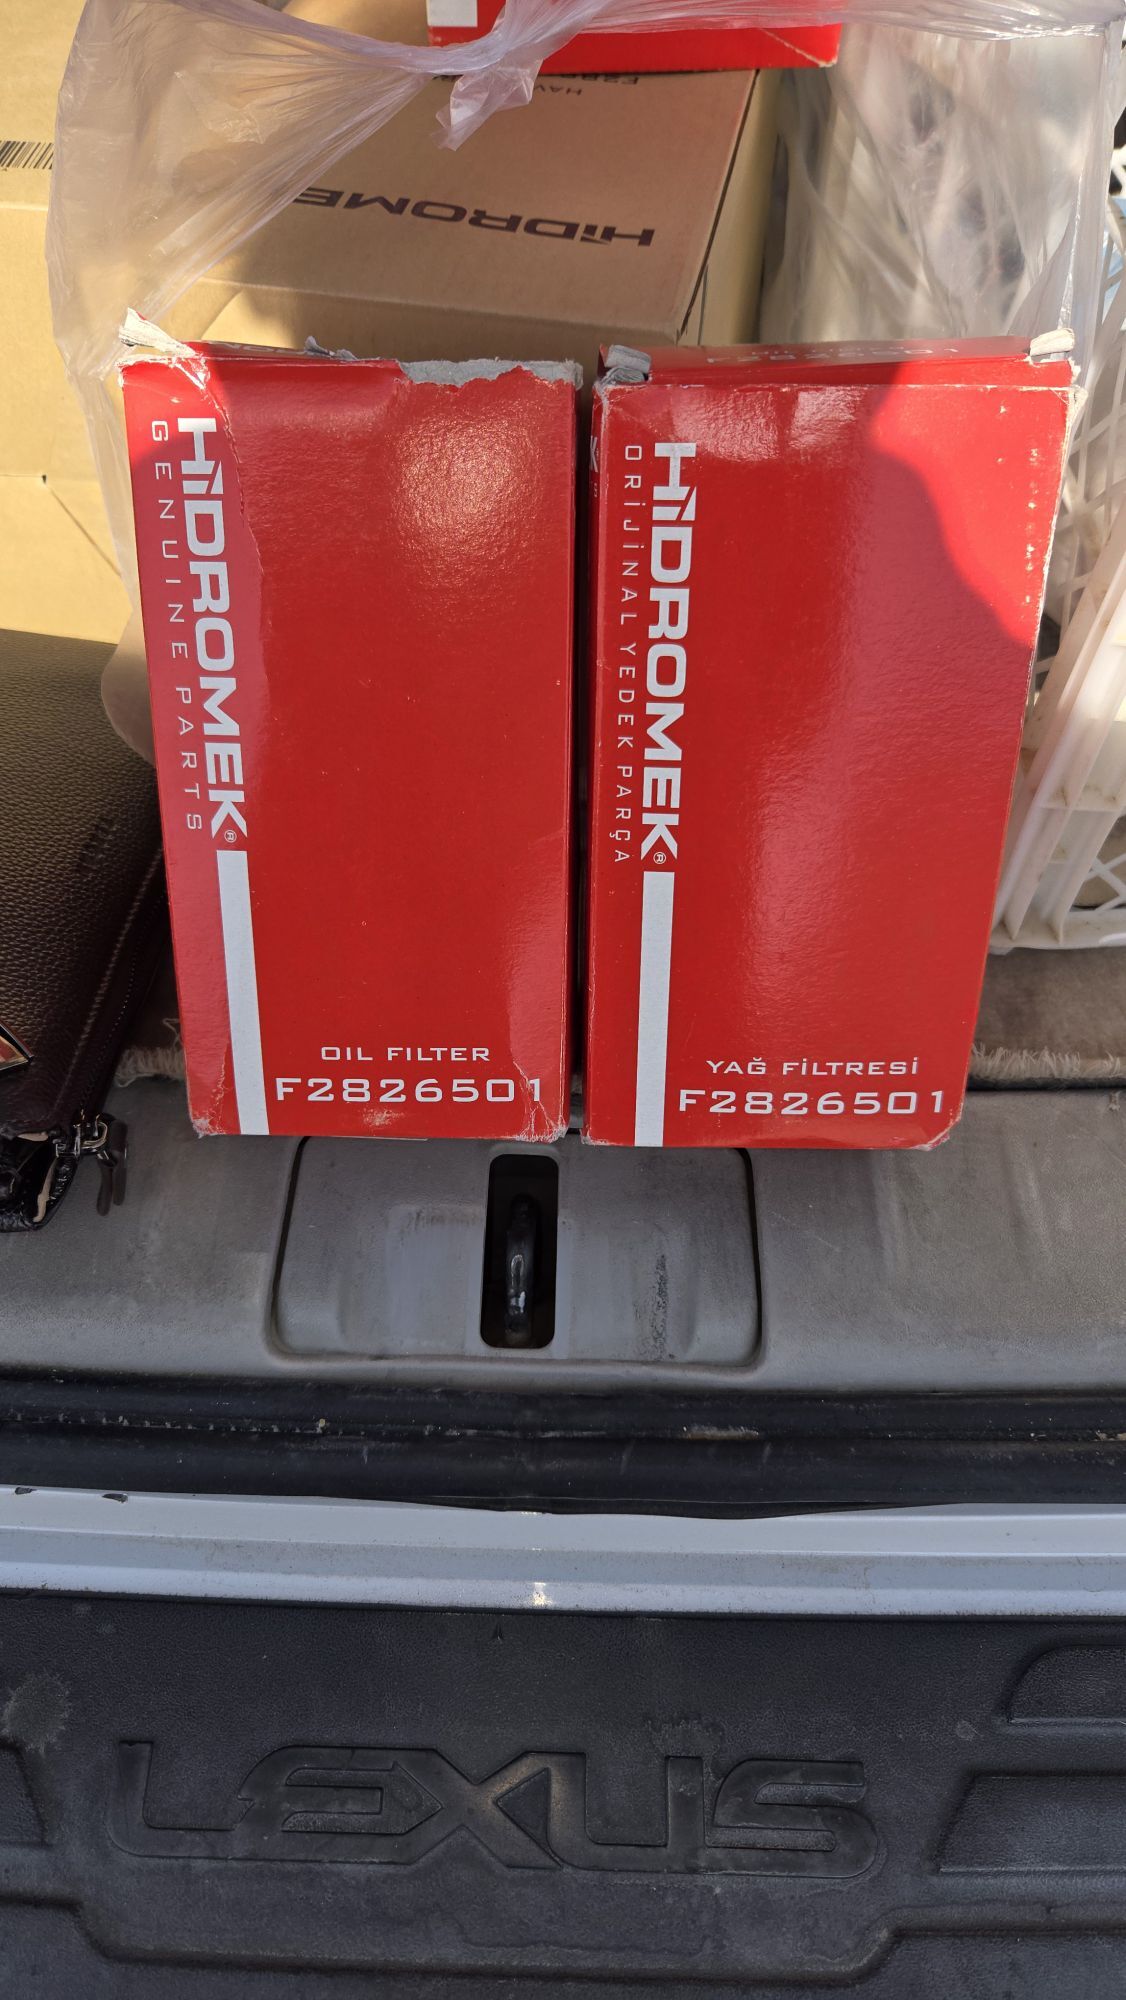 HAV
HİDROMEK
HİDROMEK®
GENUINE PARTS
OIL FILTER
F2826501
HİDROMEK®
ORİJİNAL YEDEK PARÇA
YAĞ FİLTRESİ
F2826501
LEXUS